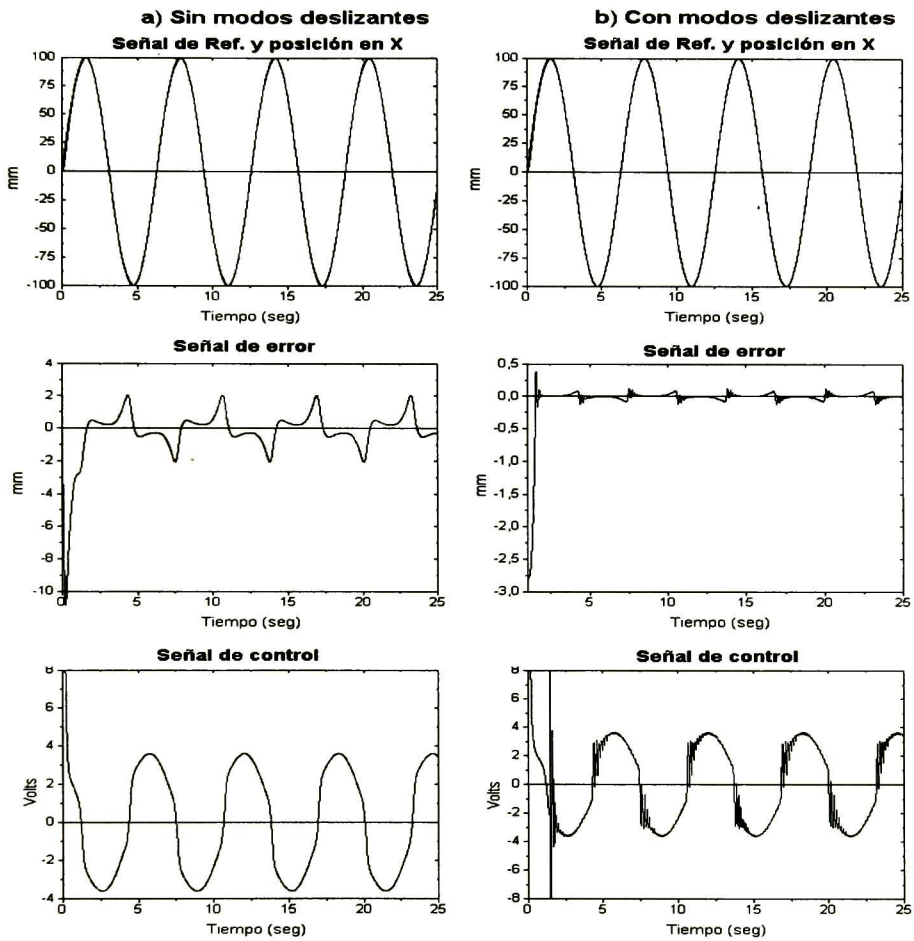 a) Sin modos deslizantes
Señal de Ref. y posición en X
100
75
50
25
0
-25
-50
-75
-100
mm
0 5 10 15 20 25
Tiempo (seg)
Señal de error
4
2
0
-2
-4
-6
-8
-10
mm
0 5 10 15 20 25
Tiempo (seg)
Señal de control
8
6
4
2
0
-2
-4
Volts
0 5 10 15 20 25
Tiempo (seg)
b) Con modos deslizantes
Señal de Ref. y posición en X
100
75
50
25
0
-25
-50
-75
-100
mm
0 5 10 15 20 25
Tiempo (seg)
Señal de error
0,5
0,0
-0,5
-1,0
-1,5
-2,0
-2,5
-3,0
mm
5 10 15 20 25
Tiempo (seg)
Señal de control
8
6
4
2
0
-2
-4
-6
-8
Volts
0 5 10 15 20 25
Tiempo (seg)